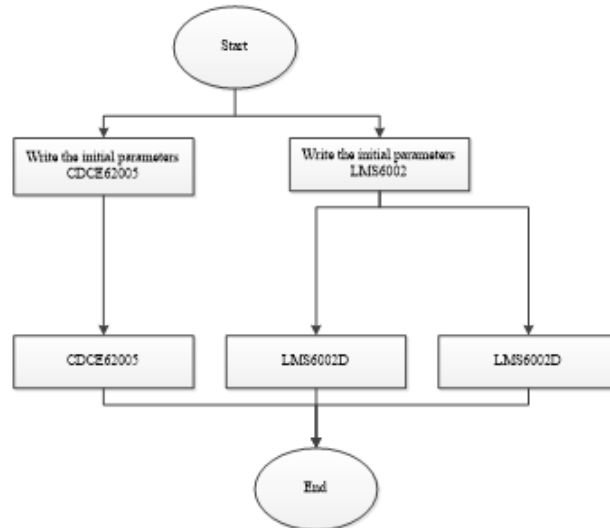 Start
Write the initial parameters
CDCE62005
Write the initial parameters
LMS6002
CDCE62005
LMS6002D
LMS6002D
End